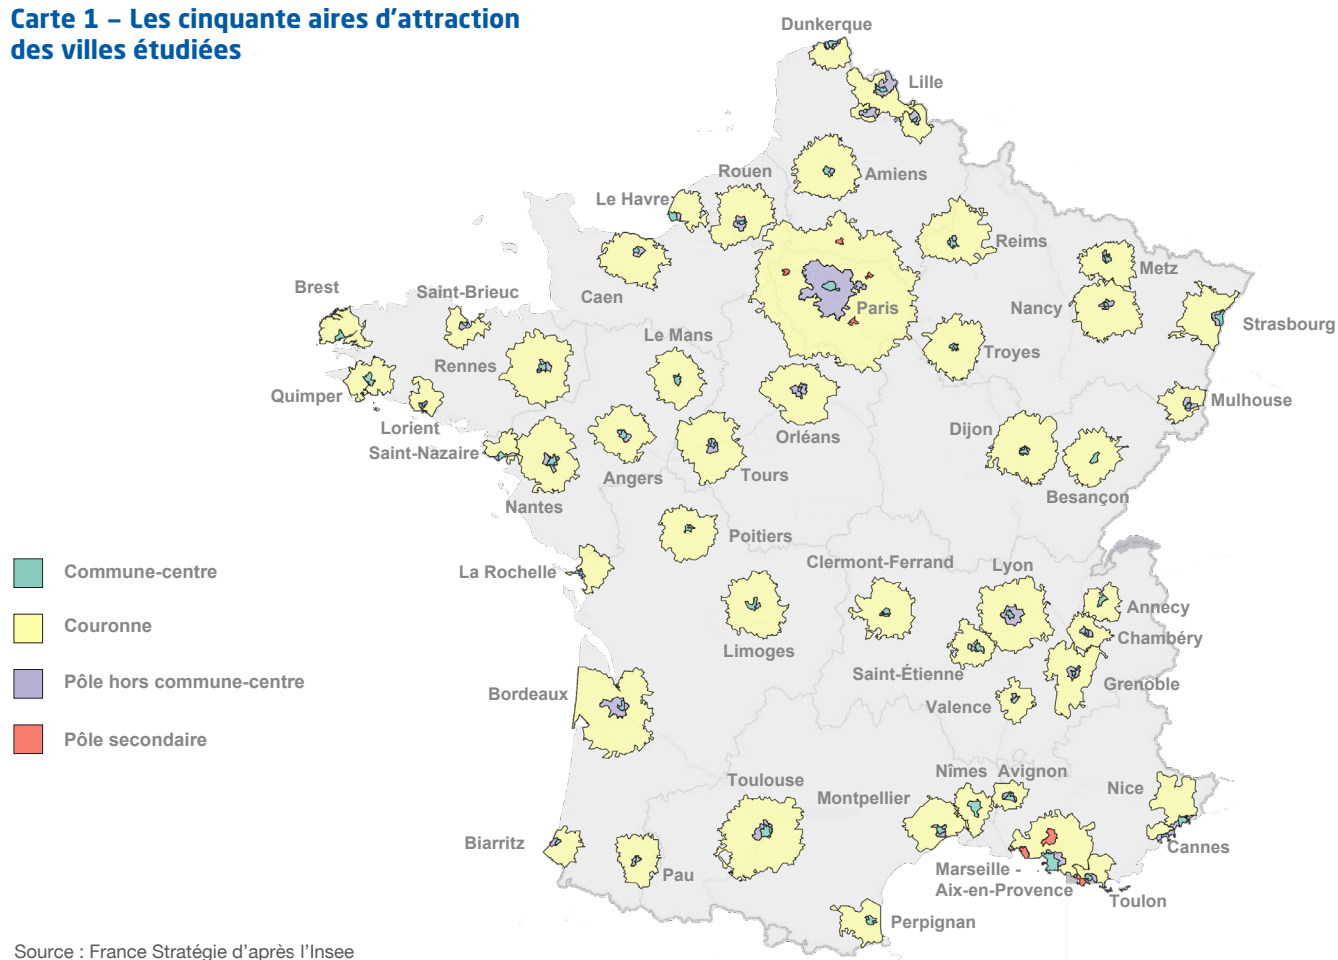 Carte 1 – Les cinquante aires d'attraction
des villes étudiées
Dunkerque
Lille
Amiens
Rouen
Le Havre
Reims
Metz
Caen
Paris
Nancy
Strasbourg
Brest
Saint-Brieuc
Le Mans
Troyes
Rennes
Quimper
Lorient
Mulhouse
Saint-Nazaire
Orléans
Dijon
Angers
Tours
Besançon
Nantes
Poitiers
La Rochelle
Clermont-Ferrand
Lyon
Annecy
Chambéry
Limoges
Saint-Étienne
Grenoble
Valence
Bordeaux
Commune-centre
Couronne
Pôle hors commune-centre
Pôle secondaire
Toulouse
Montpellier
Nîmes
Avignon
Nice
Biarritz
Pau
Cannes
Marseille -
Aix-en-Provence
Toulon
Perpignan
Source : France Stratégie d'après l'Insee